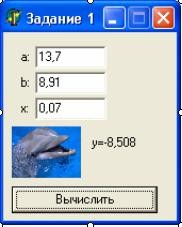 Задание 1
a: 13,7
b: 8,91
x: 0,07
y=-8,508
Вычислить